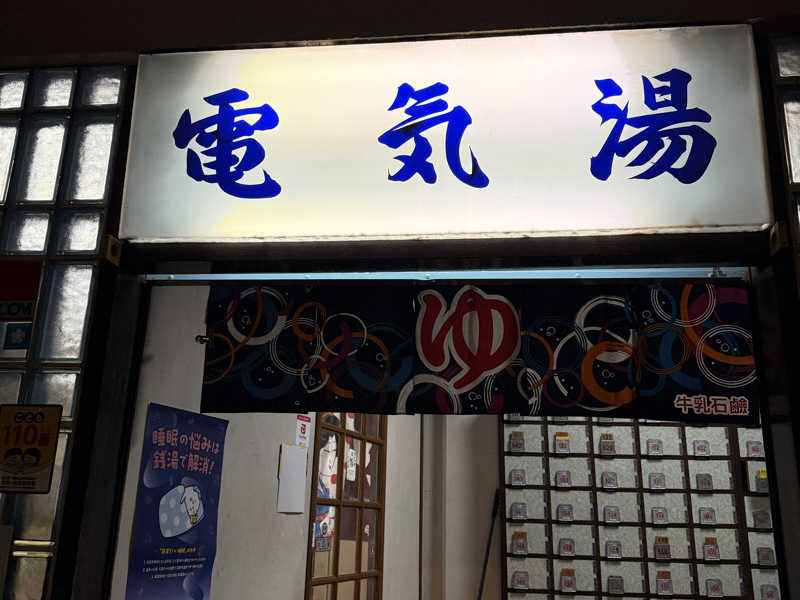 電気湯
ゆ
牛乳石鹸
110番
睡眠の悩みは
銭湯で解消!